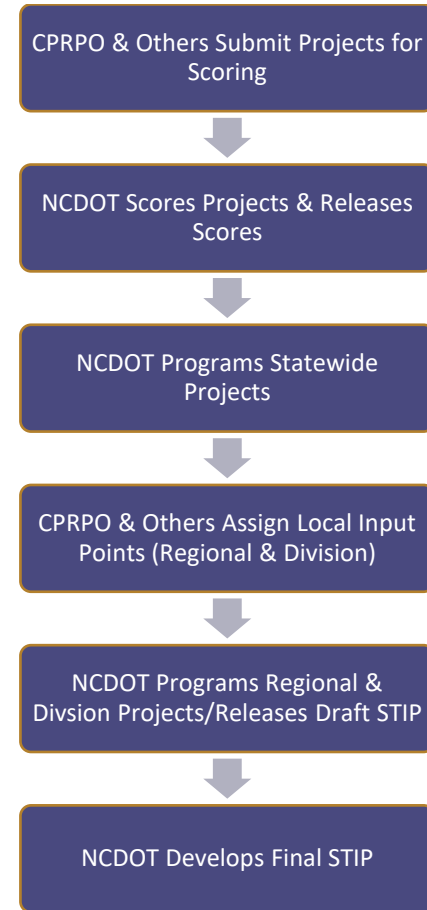 CPRPO & Others Submit Projects for
Scoring
NCDOT Scores Projects & Releases
Scores
NCDOT Programs Statewide
Projects
CPRPO & Others Assign Local Input
Points (Regional & Division)
NCDOT Programs Regional &
Divsion Projects/Releases Draft STIP
NCDOT Develops Final STIP